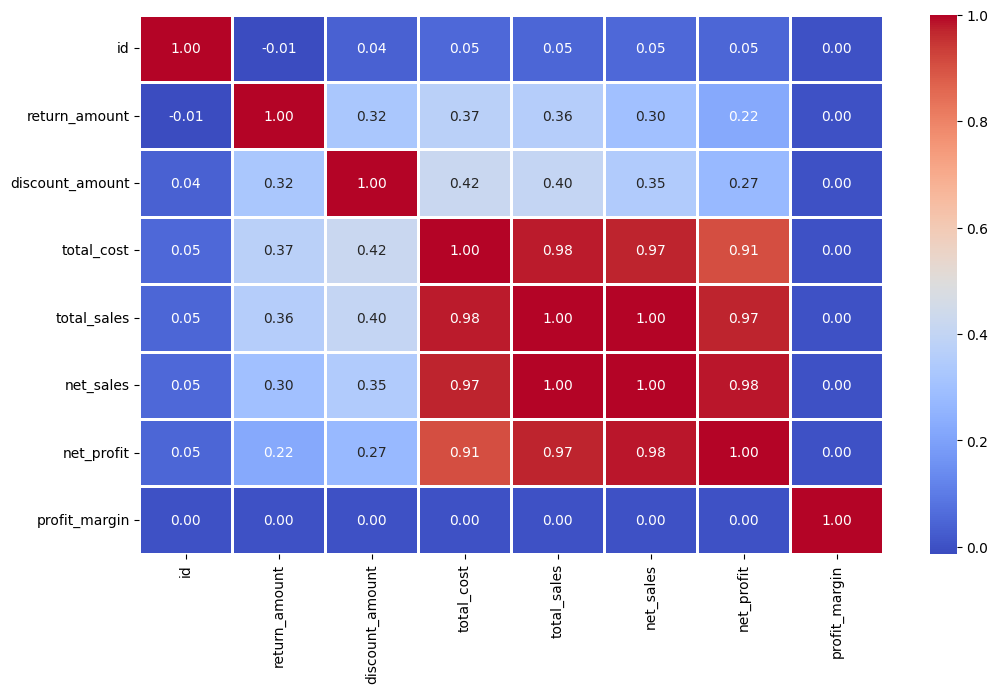 id 1.00 -0.01 0.04 0.05 0.05 0.05 0.05 0.00
return_amount -0.01 1.00 0.32 0.37 0.36 0.30 0.22 0.00
discount_amount 0.04 0.32 1.00 0.42 0.40 0.35 0.27 0.00
total_cost 0.05 0.37 0.42 1.00 0.98 0.97 0.91 0.00
total_sales 0.05 0.36 0.40 0.98 1.00 1.00 0.97 0.00
net_sales 0.05 0.30 0.35 0.97 1.00 1.00 0.98 0.00
net_profit 0.05 0.22 0.27 0.91 0.97 0.98 1.00 0.00
profit_margin 0.00 0.00 0.00 0.00 0.00 0.00 0.00 1.00
id
return_amount
discount_amount
total_cost
total_sales
net_sales
net_profit
profit_margin
1.0
0.8
0.6
0.4
0.2
0.0